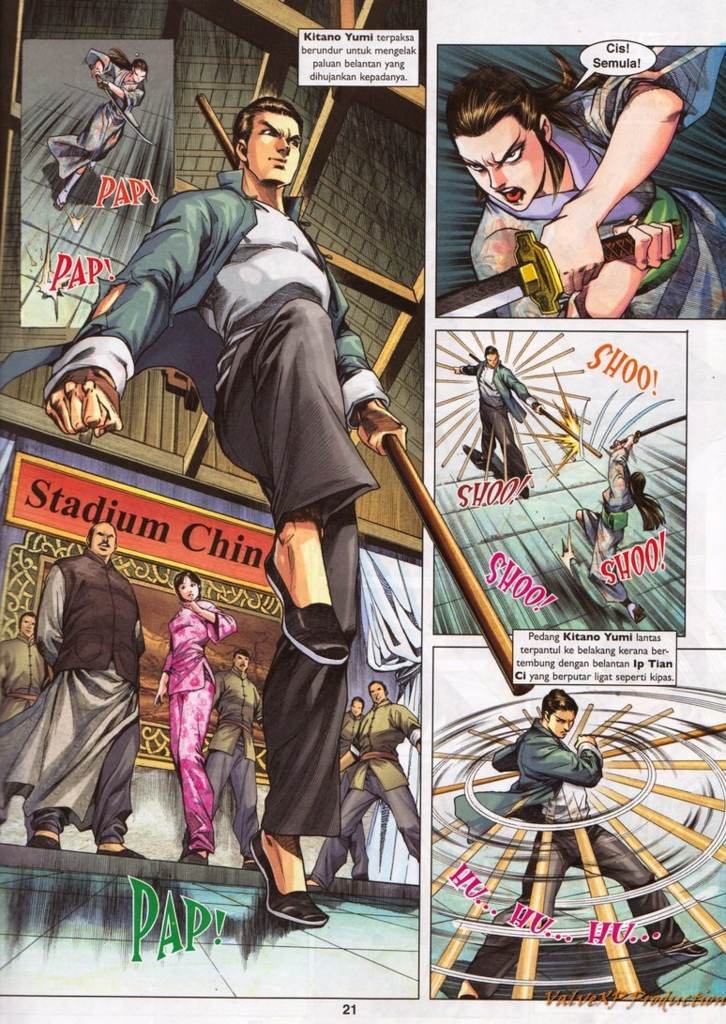 Kitano Yumi terpaksa
berundur untuk mengelak
paluan belantan yang
dihujankan kepadanya.
PAP!
PAP!
Stadium Chin
PAP!
Cis!
Semula!
SHOO!
SHOO!
SHOO!
SHOO!
Pedang Kitano Yumi lantas
terpantul ke belakang kerana ber-
tembung dengan belantan Ip Tian
Ci yang berputar ligat seperti kipas.
HU... HU... HU...
21
ValveXP Production